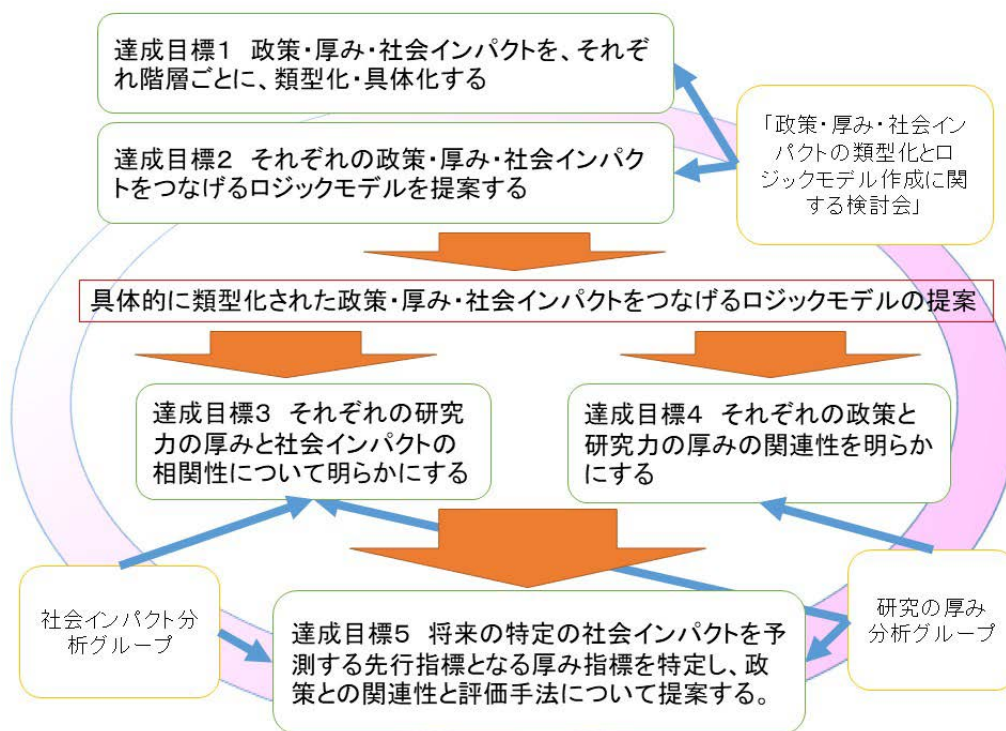 達成目標1　政策・厚み・社会インパクトを、それぞ
れ階層ごとに、類型化・具体化する
「政策・厚み・社会イン
パクトの類型化とロ
ジックモデル作成に関
する検討会」
達成目標2　それぞれの政策・厚み・社会インパク
トをつなげるロジックモデルを提案する
具体的に類型化された政策・厚み・社会インパクトをつなげるロジックモデルの提案
達成目標3　それぞれの研究
力の厚みと社会インパクトの
相関性について明らかにする
達成目標4　それぞれの政策と
研究力の厚みの関連性を明らか
にする
社会インパクト分
析グループ
研究の厚み
分析グループ
達成目標5　将来の特定の社会インパクトを予
測する先行指標となる厚み指標を特定し、政
策との関連性と評価手法について提案する。